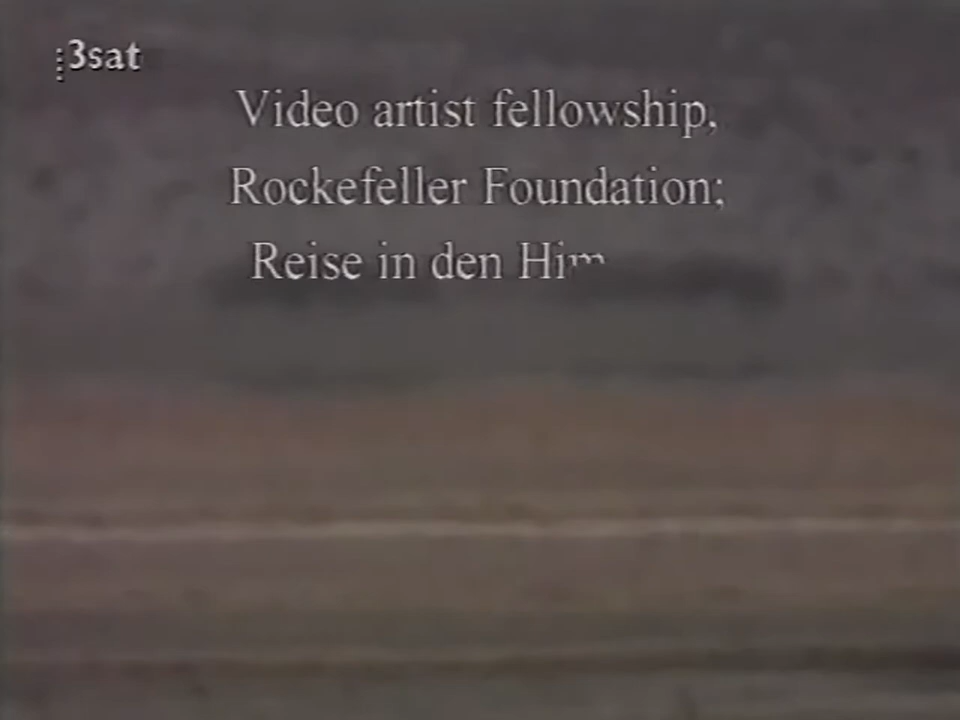 3sat
Video artist fellowship,
Rockefeller Foundation;
Reise in den